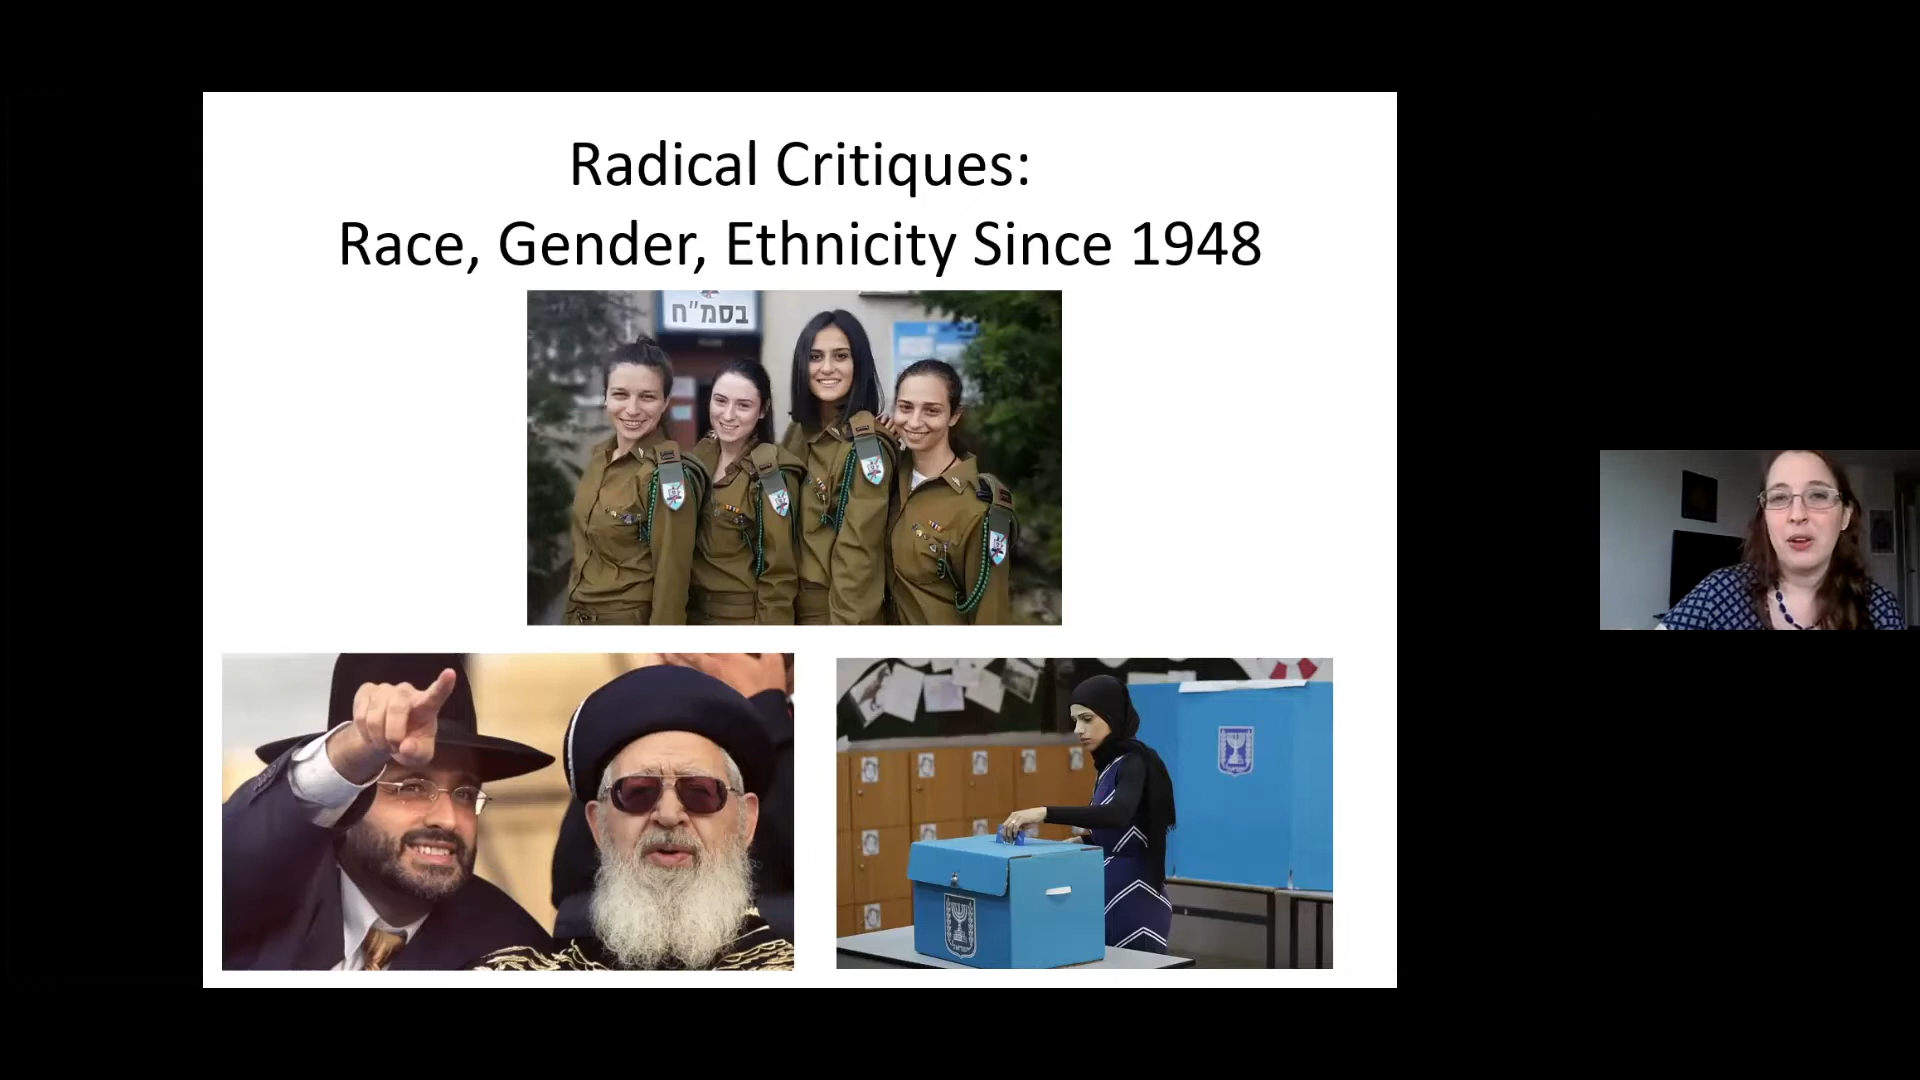 Radical Critiques:
Race, Gender, Ethnicity Since 1948
בסמ"ח